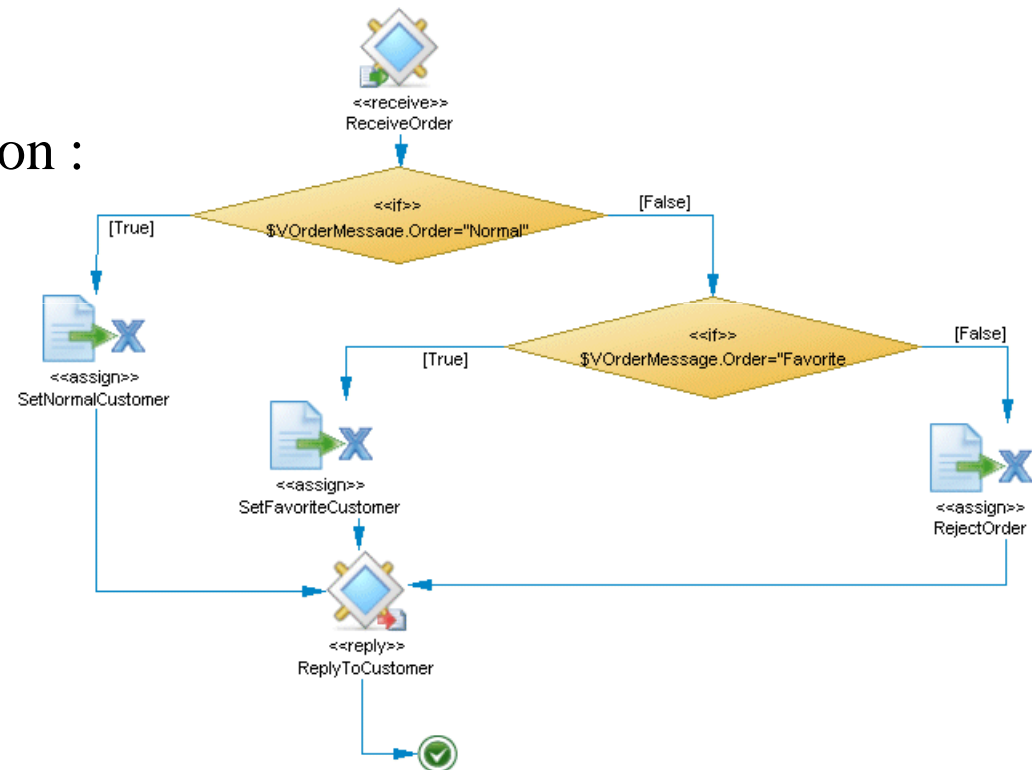 <<receive>>
ReceiveOrder
on :
<<if>>
$VOrderMessage.Order="Normal"
[True]
[False]
<<if>>
$VOrderMessage.Order="Favorite
[True]
[False]
<<assign>>
SetNormalCustomer
<<assign>>
SetFavoriteCustomer
<<assign>>
RejectOrder
<<reply>>
ReplyToCustomer